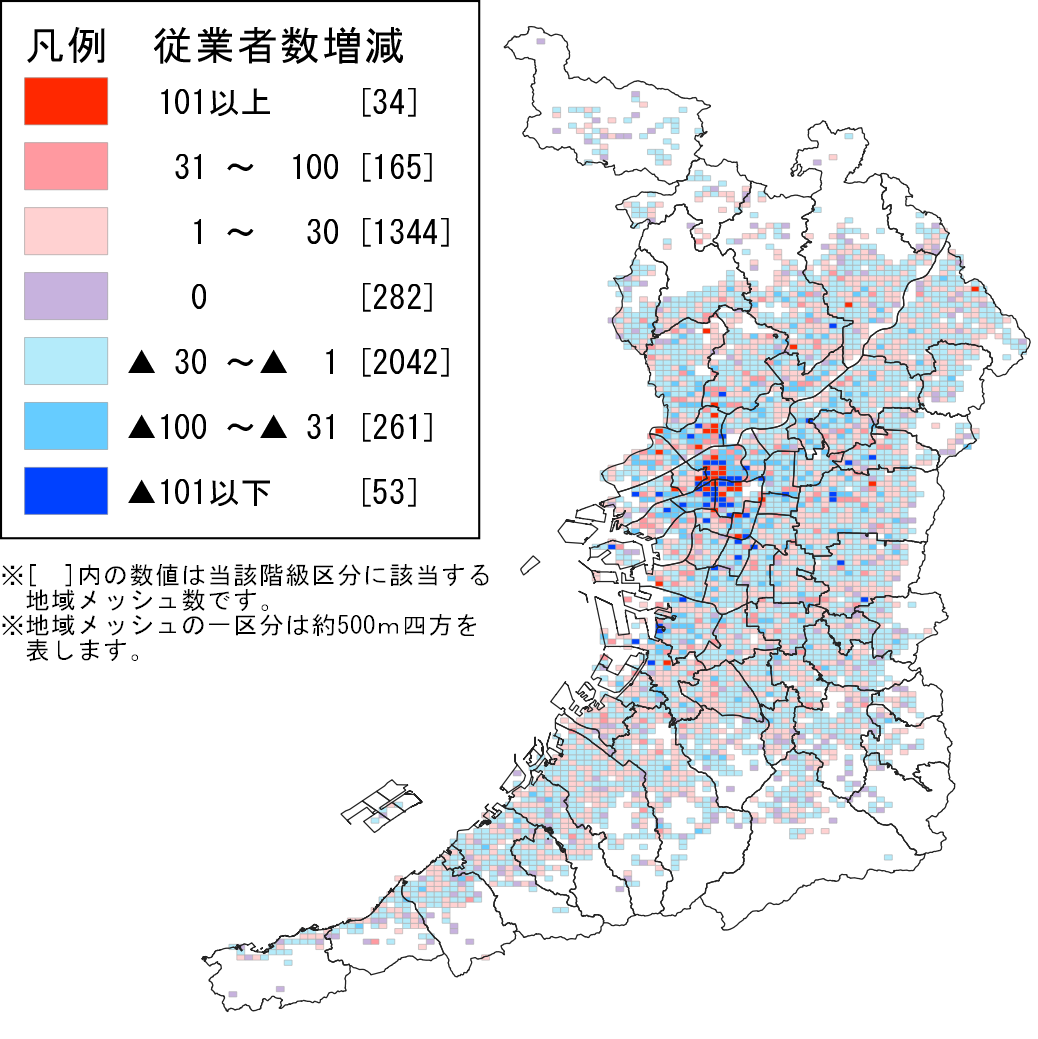 凡例 従業者数増減
101以上 [34]
31 ～ 100 [165]
1 ～ 30 [1344]
0 [282]
▲ 30 ～▲ 1 [2042]
▲100 ～▲ 31 [261]
▲101以下 [53]
※[ ]内の数値は当該階級区分に該当する
地域メッシュ数です。
※地域メッシュの一区分は約500ｍ四方を
表します。